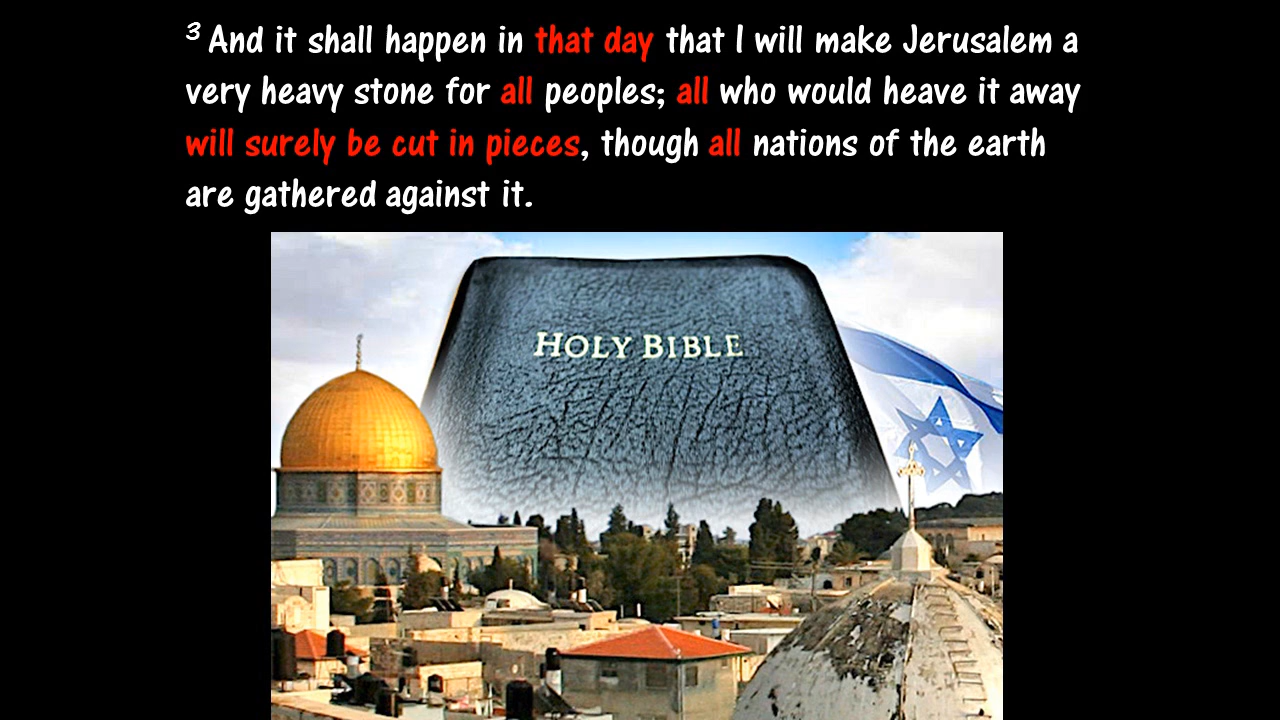 ³ And it shall happen in that day that I will make Jerusalem a
very heavy stone for all peoples; all who would heave it away
will surely be cut in pieces, though all nations of the earth
are gathered against it.
HOLY BIBLE